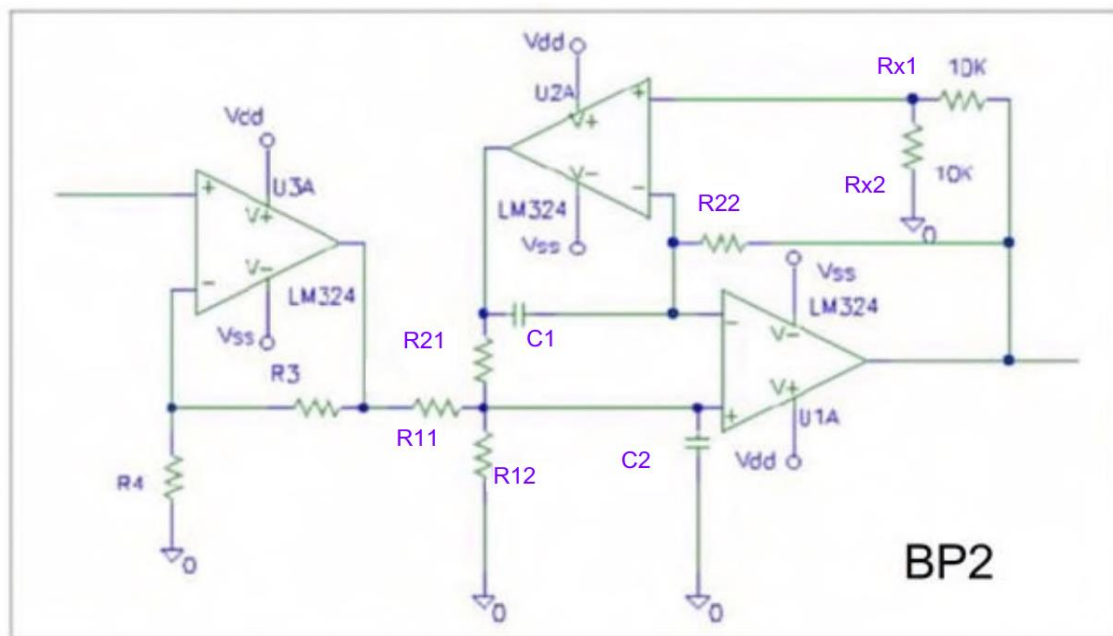 Vdd
U2A
V+
V-
+
-
LM324
Vss
Rx1
10K
Rx2
10K
0
Vdd
U3A
+
V+
V-
-
LM324
Vss
R22
Vss
LM324
-
V-
V+
+
U1A
Vdd
R21
C1
R3
R11
R12
C2
R4
0
0
0
BP2